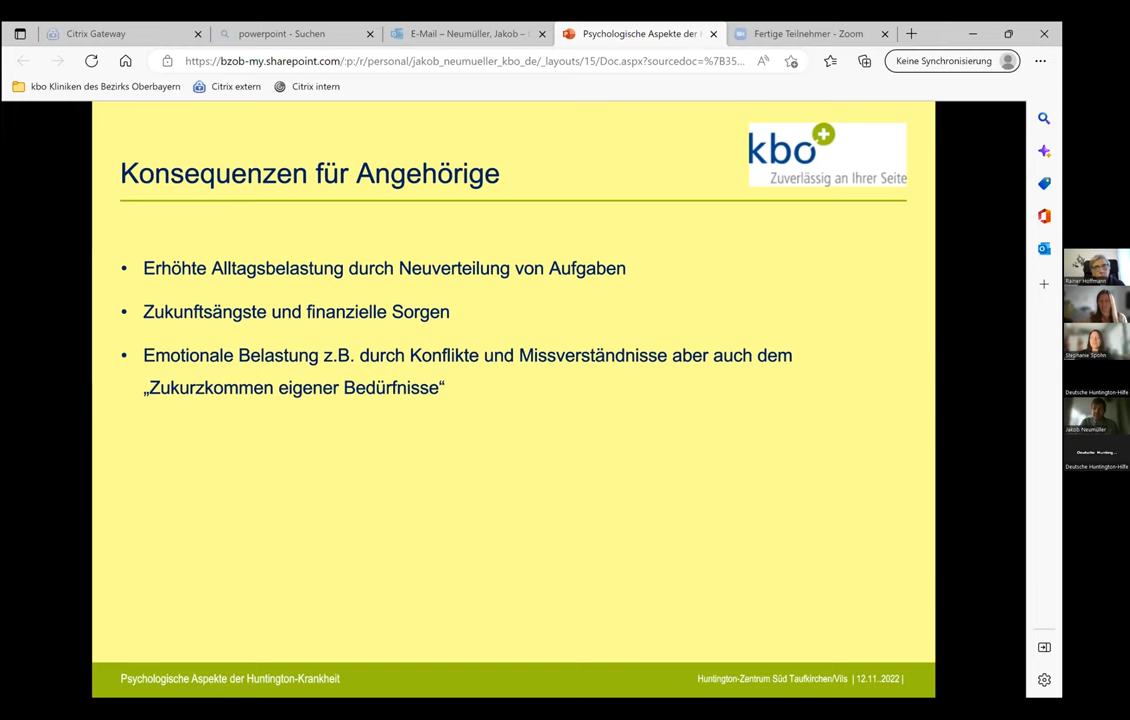 Citrix Gateway
powerpoint - Suchen
E-Mail – Neumüller, Jakob –
Psychologische Aspekte der
Fertige Teilnehmer - Zoom
https://bzob-my.sharepoint.com/:p:/r/personal/jakob_neumueller_kbo_de/_layouts/15/Doc.aspx?sourcedoc=%7B35...
Keine Synchronisierung
kbo Kliniken des Bezirks Oberbayern
Citrix extern
Citrix intern
kbo
Zuverlässig an Ihrer Seite
Konsequenzen für Angehörige
• Erhöhte Alltagsbelastung durch Neuverteilung von Aufgaben
• Zukunftsängste und finanzielle Sorgen
• Emotionale Belastung z.B. durch Konflikte und Missverständnisse aber auch dem
„Zukurzkommen eigener Bedürfnisse“
Psychologische Aspekte der Huntington-Krankheit
Huntington-Zentrum Süd Taufkirchen/Vils | 12.11..2022 |
Rainer Hoffmann
Stephanie Spohn
Deutsche Huntington-Hilfe
Jakob Neumüller
Deutsche Hunting...
Deutsche Huntington-Hilfe